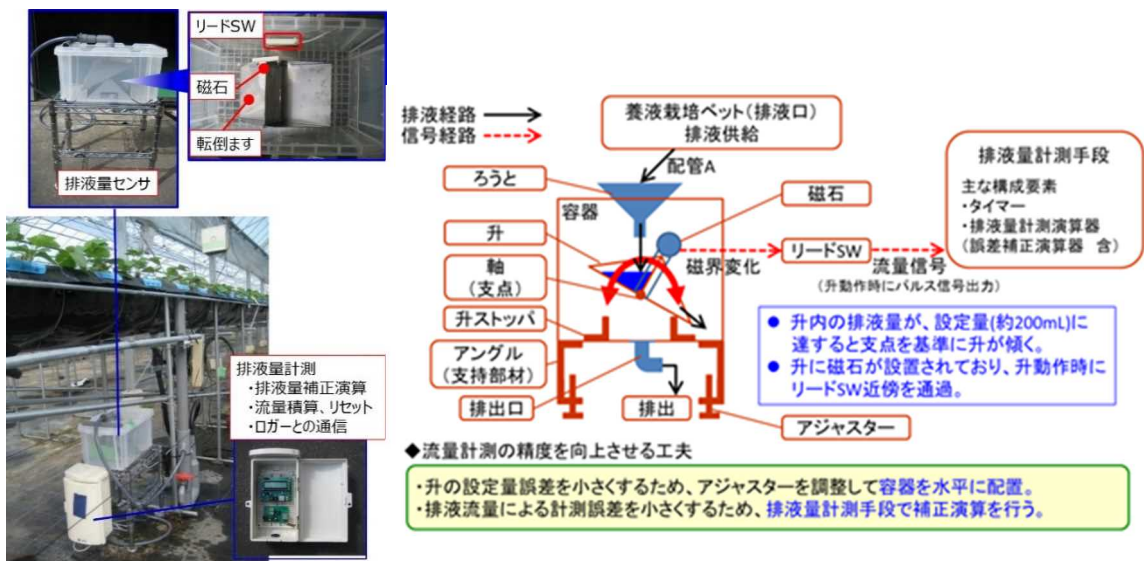 リードSW
磁石
転倒ます
排液量センサ
排液量計測
・排液量補正演算
・流量積算、リセット
・ロガーとの通信
排液経路
信号経路
養液栽培ベット(排液口)
排液供給
配管A
ろうと
容器
磁石
升
軸
(支点)
磁界変化
リードSW
流量信号
(升動作時にパルス信号出力)
排液量計測手段
主な構成要素
・タイマー
・排液量計測演算器
(誤差補正演算器 含)
升ストッパ
アングル
(支持部材)
排出口
排出
アジャスター
● 升内の排液量が、設定量(約200mL)に
達すると支点を基準に升が傾く。
● 升に磁石が設置されており、升動作時に
リードSW近傍を通過。
◆流量計測の精度を向上させる工夫
・升の設定量誤差を小さくするため、アジャスターを調整して容器を水平に配置。
・排液流量による計測誤差を小さくするため、排液量計測手段で補正演算を行う。